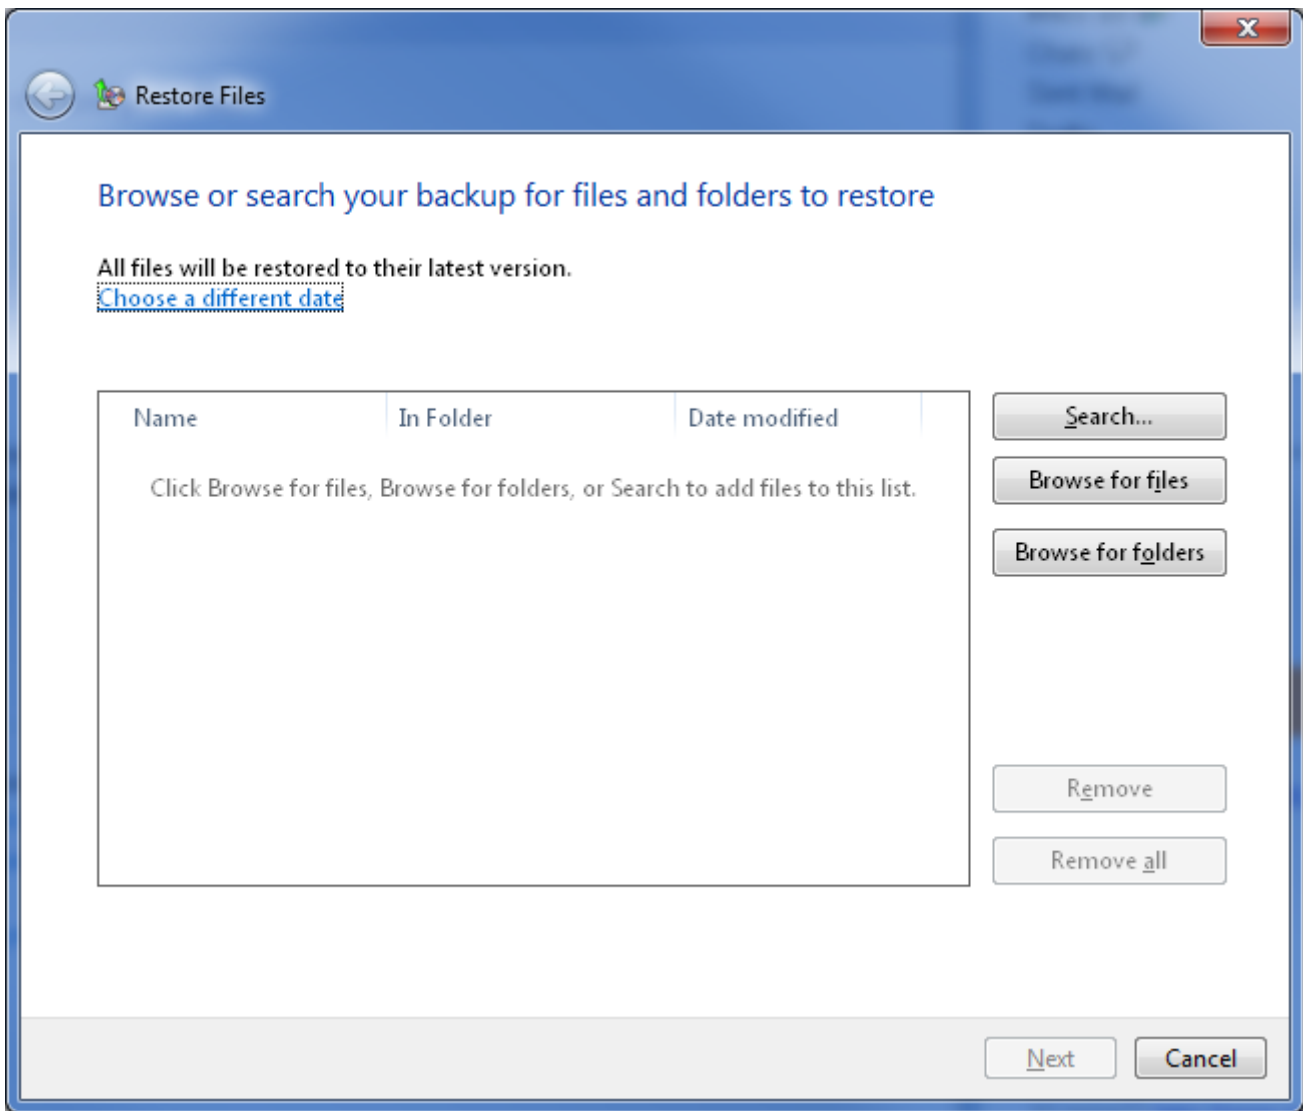 Restore Files
Browse or search your backup for files and folders to restore
All files will be restored to their latest version.
Choose a different date
Name In Folder Date modified
Click Browse for files, Browse for folders, or Search to add files to this list.
Search...
Browse for files
Browse for folders
Remove
Remove all
Next Cancel